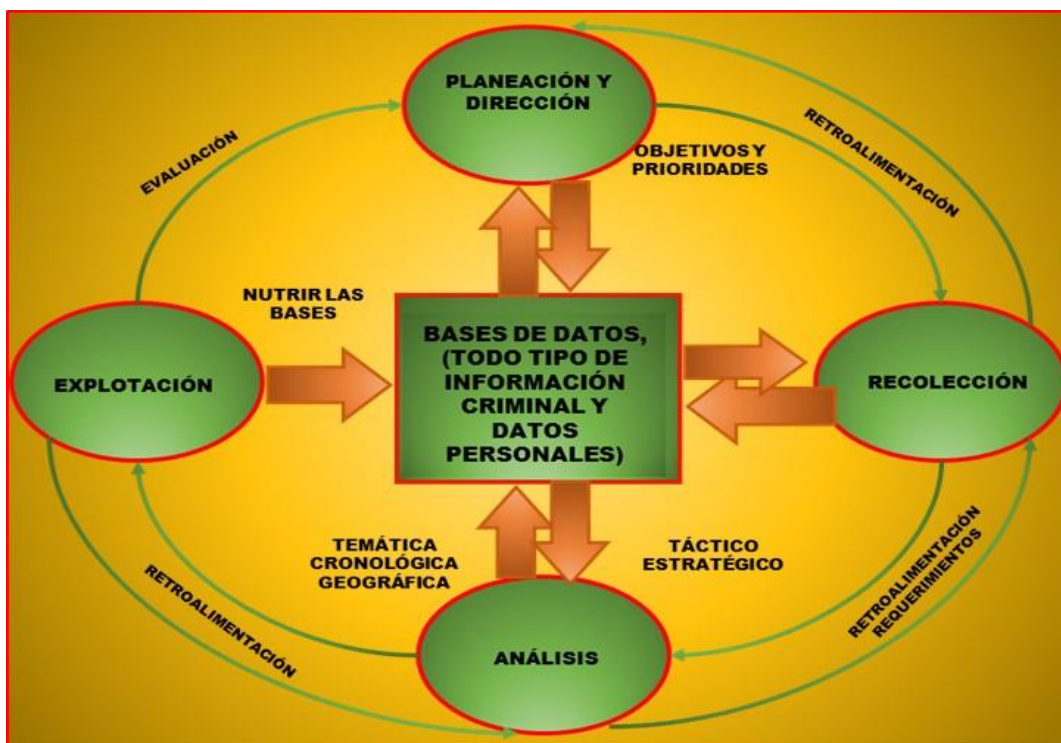 PLANEACIÓN Y
DIRECCIÓN
RETROALIMENTACIÓN
EVALUACIÓN
OBJETIVOS Y
PRIORIDADES
NUTRIR LAS
BASES
BASES DE DATOS,
(TODO TIPO DE
INFORMACIÓN
CRIMINAL Y
DATOS
PERSONALES)
EXPLOTACIÓN
RECOLECCIÓN
TEMÁTICA
CRONOLÓGICA
GEOGRÁFICA
TÁCTICO
ESTRATÉGICO
RETROALIMENTACIÓN
RETROALIMENTACIÓN
REQUERIMIENTOS
ANÁLISIS